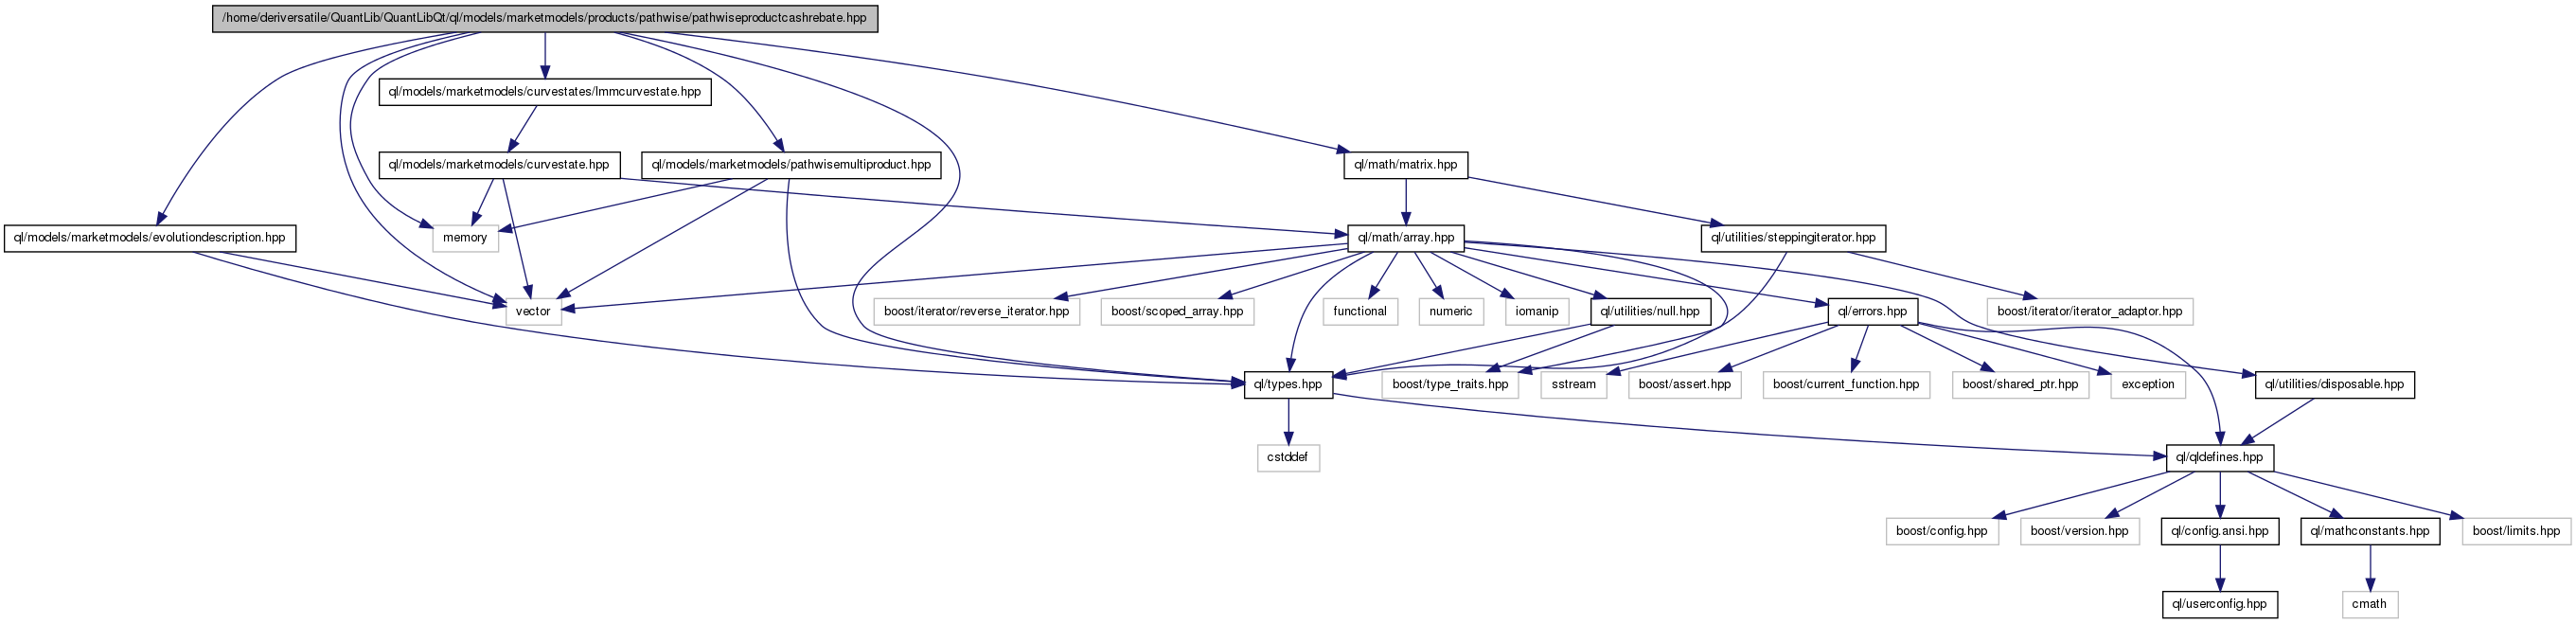 /home/deriversatile/QuantLib/QuantLibQt/ql/models/marketmodels/products/pathwise/pathwiseproductcashrebate.hpp
ql/models/marketmodels/curvestates/lmmcurvestate.hpp
ql/models/marketmodels/curvestate.hpp
ql/models/marketmodels/pathwisemultiproduct.hpp
ql/math/matrix.hpp
ql/models/marketmodels/evolutiondescription.hpp
memory
ql/math/array.hpp
ql/utilities/steppingiterator.hpp
vector
boost/iterator/reverse_iterator.hpp
boost/scoped_array.hpp
functional
numeric
iomanip
ql/utilities/null.hpp
ql/errors.hpp
boost/iterator/iterator_adaptor.hpp
ql/types.hpp
boost/type_traits.hpp
sstream
boost/assert.hpp
boost/current_function.hpp
boost/shared_ptr.hpp
exception
ql/utilities/disposable.hpp
cstddef
ql/qldefines.hpp
boost/config.hpp
boost/version.hpp
ql/config.ansi.hpp
ql/mathconstants.hpp
boost/limits.hpp
ql/userconfig.hpp
cmath